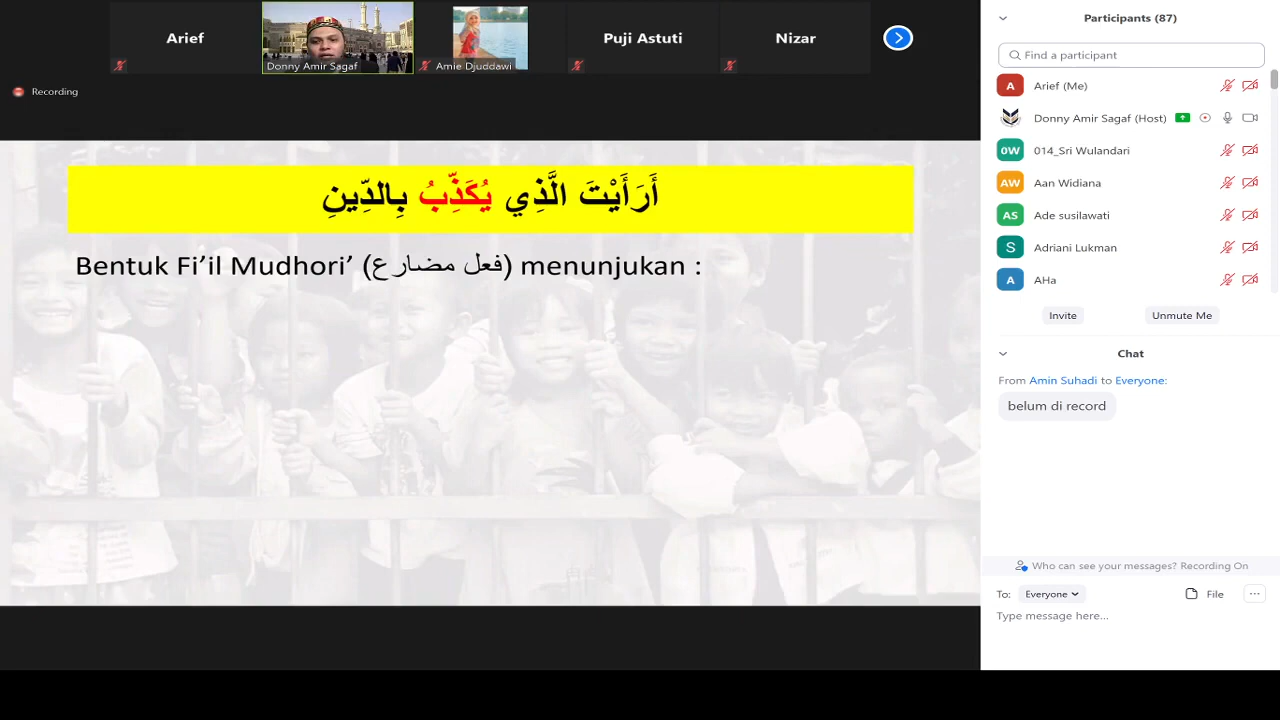 Arief
Donny Amir Sagaf
Amie Djuddawi
Puji Astuti
Nizar
Recording
أَرَأَيْتَ الَّذِي يُكَذِّبُ بِالدِّينِ
Bentuk Fi’il Mudhori’ (فعل مضارع) menunjukan :
Participants (87)
Find a participant
A Arief (Me)
Donny Amir Sagaf (Host)
0W 014_Sri Wulandari
AW Aan Widiana
AS Ade susilawati
S Adriani Lukman
A AHa
Invite Unmute Me
Chat
From Amin Suhadi to Everyone:
belum di record
Who can see your messages? Recording On
To: Everyone File
Type message here...